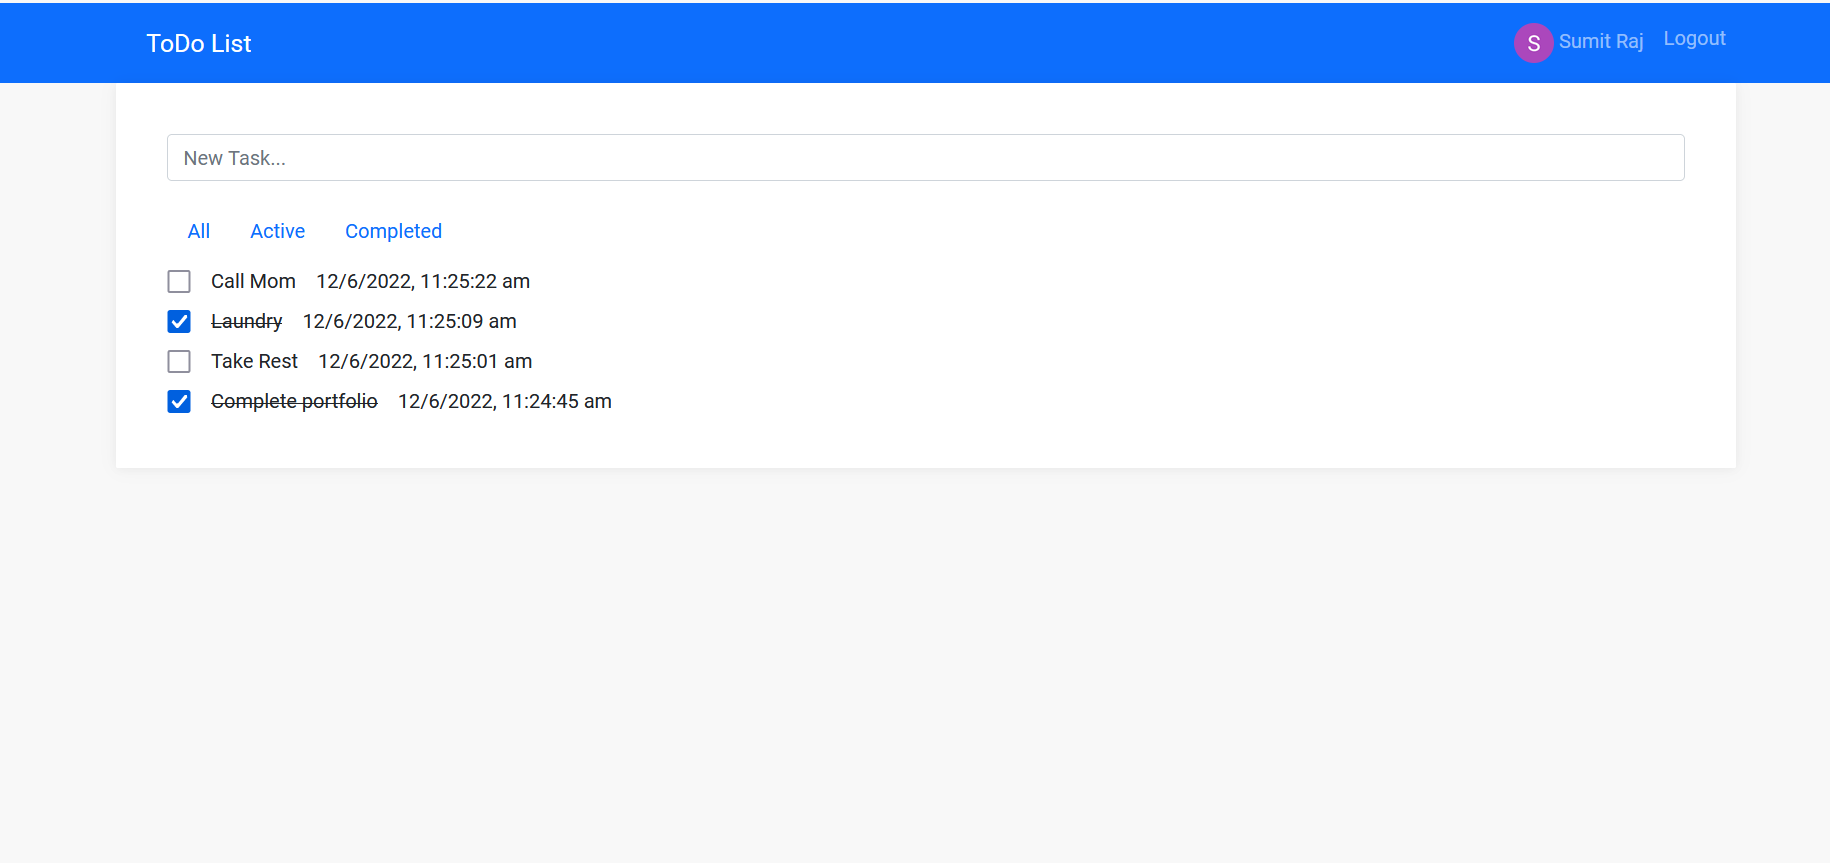 ToDo List S Sumit Raj Logout
New Task...
All Active Completed
Call Mom 12/6/2022, 11:25:22 am
Laundry 12/6/2022, 11:25:09 am
Take Rest 12/6/2022, 11:25:01 am
Complete portfolio 12/6/2022, 11:24:45 am